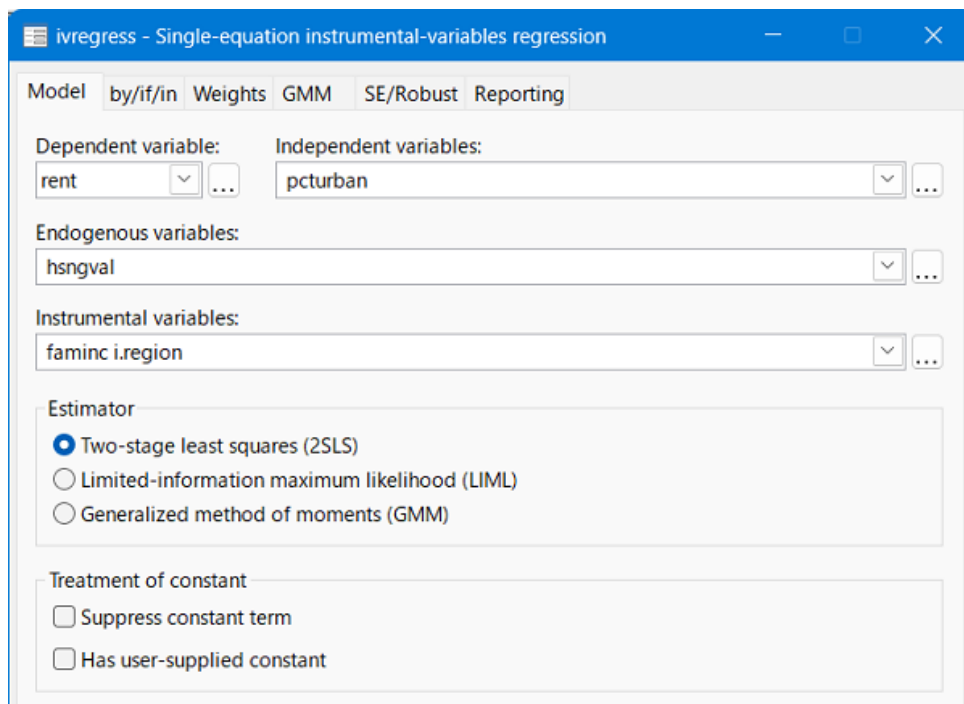 ivregress - Single-equation instrumental-variables regression
Model by/if/in Weights GMM SE/Robust Reporting
Dependent variable: Independent variables:
rent ... pcturban ...
Endogenous variables:
hsngval ...
Instrumental variables:
faminc i.region ...
Estimator
Two-stage least squares (2SLS)
Limited-information maximum likelihood (LIML)
Generalized method of moments (GMM)
Treatment of constant
Suppress constant term
Has user-supplied constant